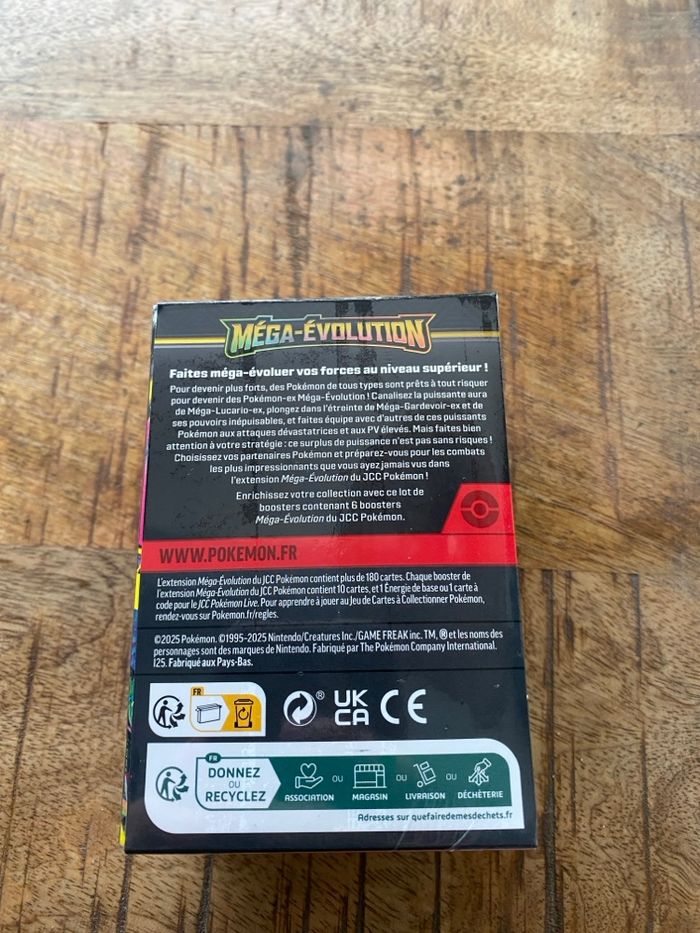 MÉGA-ÉVOLUTION
Faites méga-évoluer vos forces au niveau supérieur !
Pour devenir plus forts, des Pokémon de tous types sont prêts à tout risquer
pour devenir des Pokémon-ex Méga-Évolution ! Canalisez la puissante aura
de Méga-Lucario-ex, plongez dans l'étreinte de Méga-Gardevoir-ex et de
ses pouvoirs inépuisables, et faites équipe avec d'autres de ces puissants
Pokémon aux attaques dévastatrices et aux PV élevés. Mais faites bien
attention à votre stratégie : ce surplus de puissance n'est pas sans risques !
Choisissez vos partenaires Pokémon et préparez-vous pour les combats
les plus impressionnants que vous ayez jamais vus dans
l'extension Méga-Évolution du JCC Pokémon !
Enrichissez votre collection avec ce lot de
boosters contenant 6 boosters
Méga-Évolution du JCC Pokémon.
WWW.POKEMON.FR
L'extension Méga-Évolution du JCC Pokémon contient plus de 180 cartes. Chaque booster de
l'extension Méga-Évolution du JCC Pokémon contient 10 cartes, et 1 Énergie de base ou 1 carte à
code pour le JCC Pokémon Live. Pour apprendre à jouer au Jeu de Cartes à Collectionner Pokémon,
rendez-vous sur Pokemon.fr/regles.
©2025 Pokémon. ©1995-2025 Nintendo/Creatures Inc./GAME FREAK inc. TM, ® et les noms des
personnages sont des marques de Nintendo. Fabriqué par The Pokémon Company International.
I25. Fabriqué aux Pays-Bas.
FR
® UK
CA CE
FR
DONNEZ
ou
RECYCLEZ
ASSOCIATION OU MAGASIN OU LIVRAISON OU DÉCHÈTERIE
Adresses sur quefairedemesdechets.fr